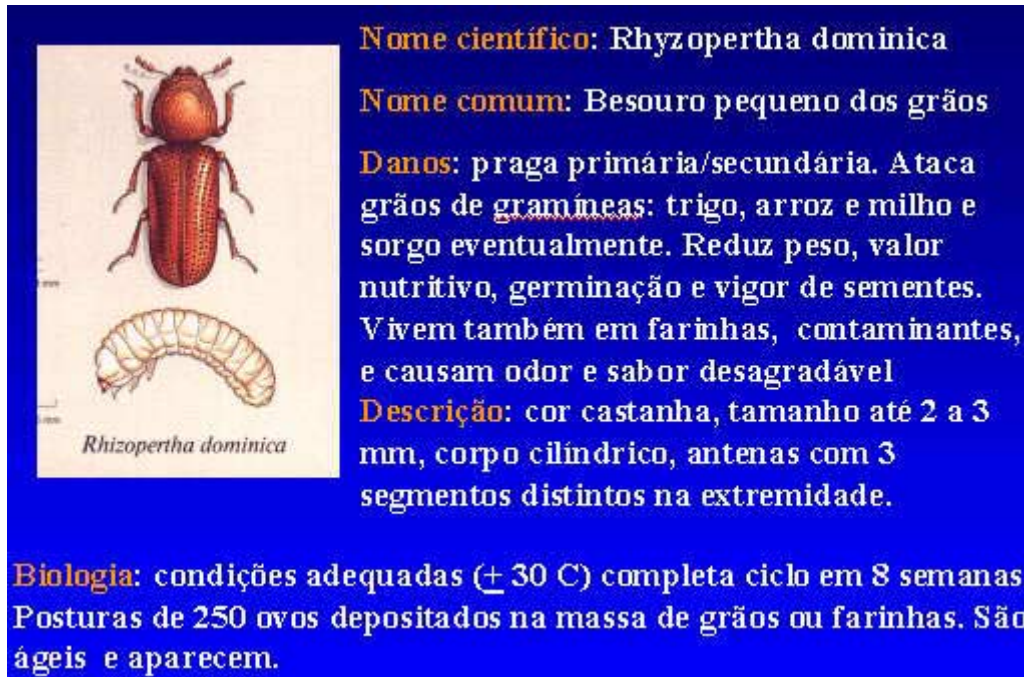 Nome científico: Rhyzopertha dominica
Nome comum: Besouro pequeno dos grãos
Danos: praga primária/secundária. Ataca
grãos de gramíneas: trigo, arroz e milho e
sorgo eventualmente. Reduz peso, valor
nutritivo, germinação e vigor de sementes.
Vivem também em farinhas, contaminantes,
e causam odor e sabor desagradável
Descrição: cor castanha, tamanho até 2 a 3
mm, corpo cilíndrico, antenas com 3
segmentos distintos na extremidade.
mm
mm
Rhizopertha dominica
Biologia: condições adequadas (± 30 C) completa ciclo em 8 semanas
Posturas de 250 ovos depositados na massa de grãos ou farinhas. São
ágeis e aparecem.